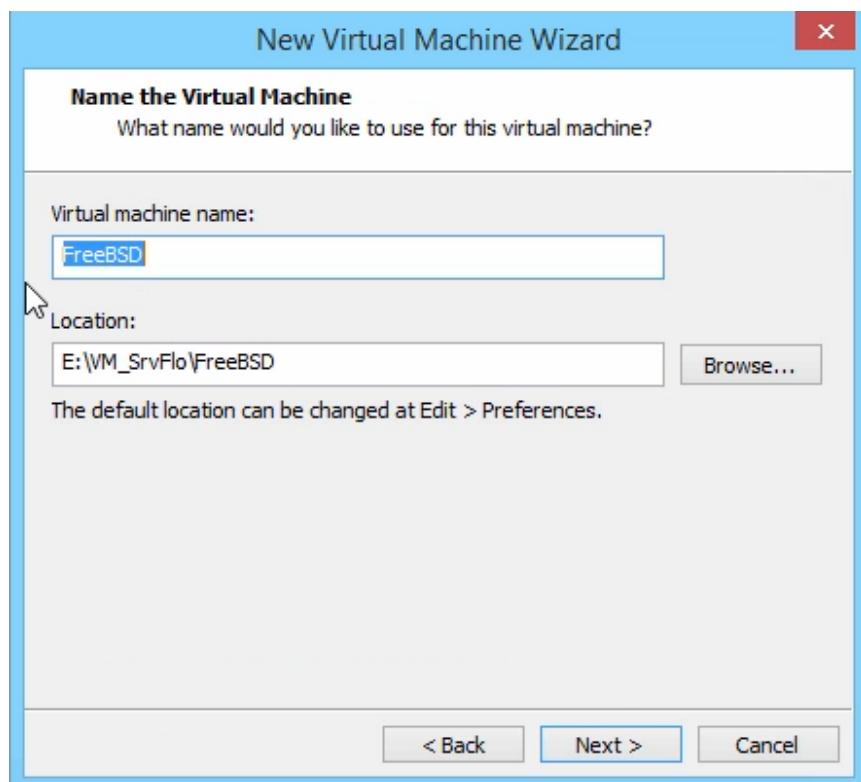 New Virtual Machine Wizard
Name the Virtual Machine
What name would you like to use for this virtual machine?
Virtual machine name:
FreeBSD
Location:
E:\VM_SrvFlo\FreeBSD
Browse...
The default location can be changed at Edit > Preferences.
< Back
Next >
Cancel